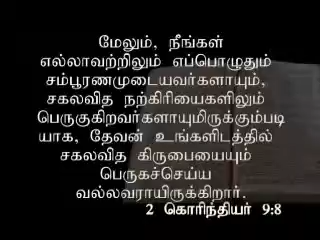 மேலும், நீங்கள்
எல்லாவற்றிலும் எப்பொழுதும்
சம்பூரணமுடையவர்களாயும்,
சகலவித நற்கிரியைகளிலும்
பெருகுகிறவர்களாயுமிருக்கும்படி
யாக, தேவன் உங்களிடத்தில்
சகலவித கிருபையையும்
பெருகச்செய்ய
வல்லவராயிருக்கிறார்.
2 கொரிந்தியர் 9:8